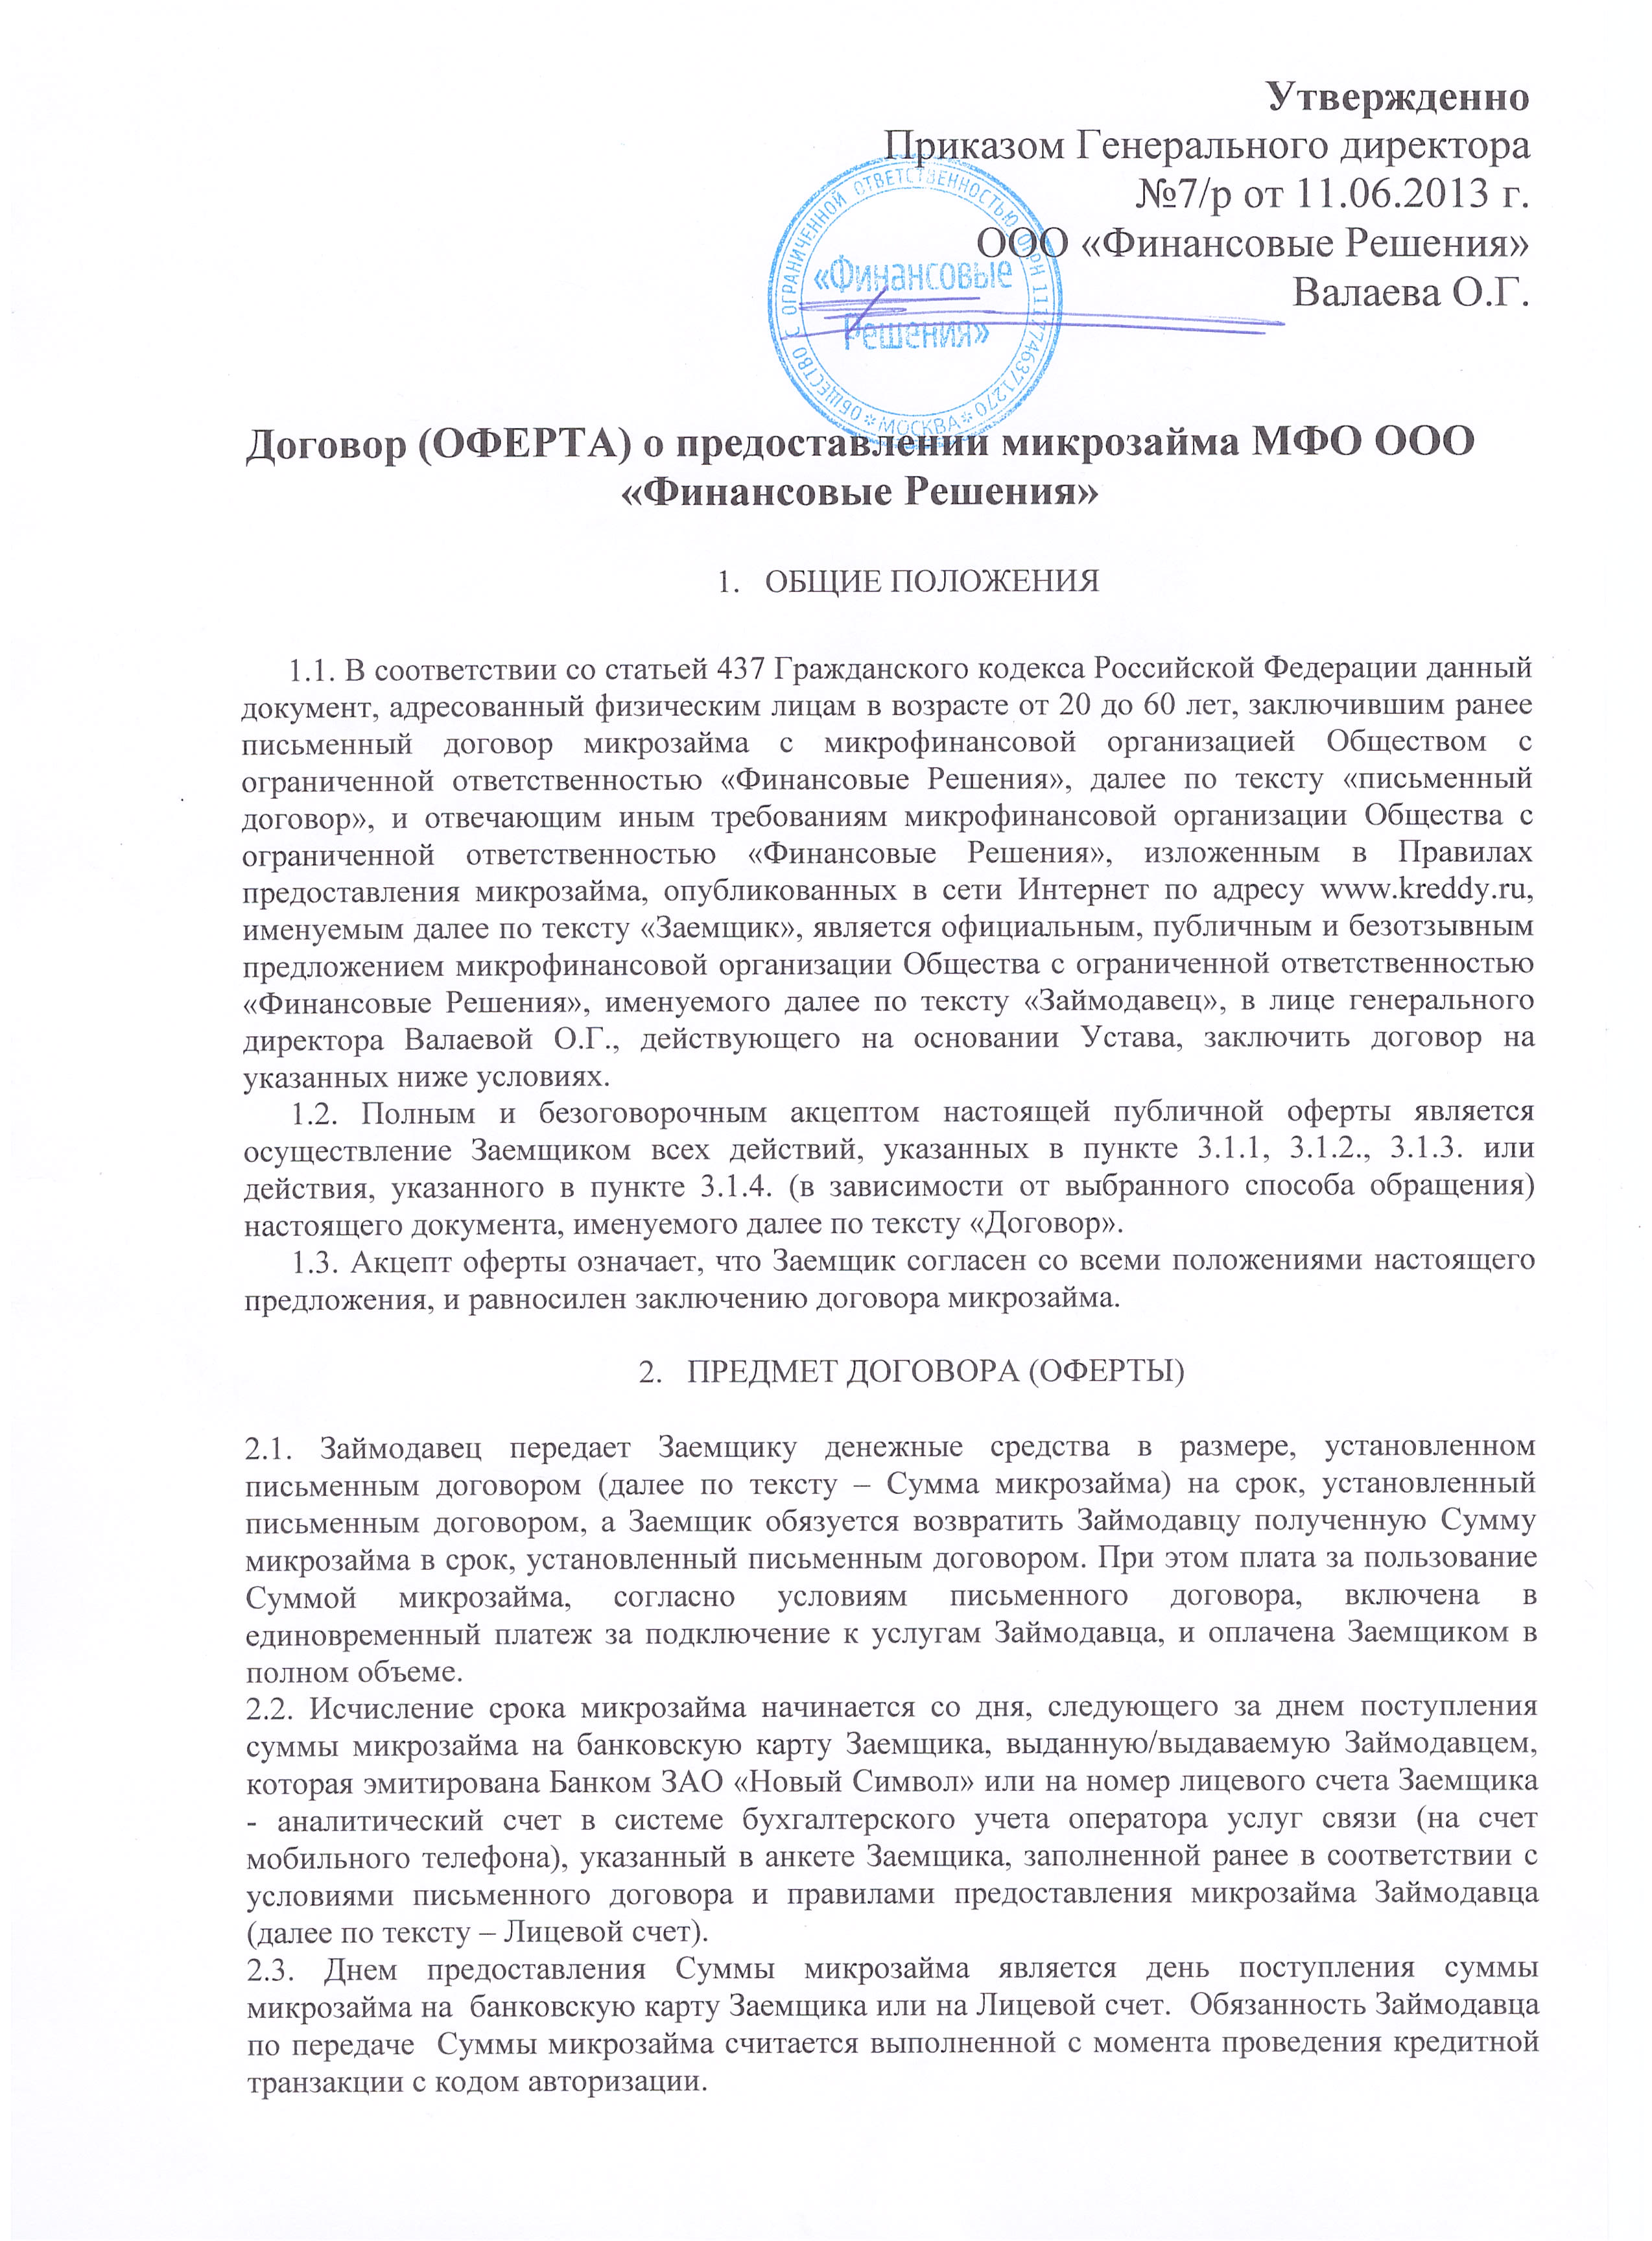 Утвержденно
Приказом Генерального директора
№7/р от 11.06.2013 г.
ООО «Финансовые Решения»
Валаева О.Г.
ОБЩЕСТВО С ОГРАНИЧЕННОЙ ОТВЕТСТВЕННОСТЬЮ ОГРН 1117746371270
* МОСКВА *
«Финансовые
Решения»
Договор (ОФЕРТА) о предоставлении микрозайма МФО ООО
«Финансовые Решения»
1. ОБЩИЕ ПОЛОЖЕНИЯ
1.1. В соответствии со статьей 437 Гражданского кодекса Российской Федерации данный
документ, адресованный физическим лицам в возрасте от 20 до 60 лет, заключившим ранее
письменный договор микрозайма с микрофинансовой организацией Обществом с
ограниченной ответственностью «Финансовые Решения», далее по тексту «письменный
договор», и отвечающим иным требованиям микрофинансовой организации Общества с
ограниченной ответственностью «Финансовые Решения», изложенным в Правилах
предоставления микрозайма, опубликованных в сети Интернет по адресу www.kreddy.ru,
именуемым далее по тексту «Заемщик», является официальным, публичным и безотзывным
предложением микрофинансовой организации Общества с ограниченной ответственностью
«Финансовые Решения», именуемого далее по тексту «Займодавец», в лице генерального
директора Валаевой О.Г., действующего на основании Устава, заключить договор на
указанных ниже условиях.
1.2. Полным и безоговорочным акцептом настоящей публичной оферты является
осуществление Заемщиком всех действий, указанных в пункте 3.1.1, 3.1.2., 3.1.3. или
действия, указанного в пункте 3.1.4. (в зависимости от выбранного способа обращения)
настоящего документа, именуемого далее по тексту «Договор».
1.3. Акцепт оферты означает, что Заемщик согласен со всеми положениями настоящего
предложения, и равносилен заключению договора микрозайма.
2. ПРЕДМЕТ ДОГОВОРА (ОФЕРТЫ)
2.1. Займодавец передает Заемщику денежные средства в размере, установленном
письменным договором (далее по тексту – Сумма микрозайма) на срок, установленный
письменным договором, а Заемщик обязуется возвратить Займодавцу полученную Сумму
микрозайма в срок, установленный письменным договором. При этом плата за пользование
Суммой микрозайма, согласно условиям письменного договора, включена в
единовременный платеж за подключение к услугам Займодавца, и оплачена Заемщиком в
полном объеме.
2.2. Исчисление срока микрозайма начинается со дня, следующего за днем поступления
суммы микрозайма на банковскую карту Заемщика, выданную/выдаваемую Займодавцем,
которая эмитирована Банком ЗАО «Новый Символ» или на номер лицевого счета Заемщика
- аналитический счет в системе бухгалтерского учета оператора услуг связи (на счет
мобильного телефона), указанный в анкете Заемщика, заполненной ранее в соответствии с
условиями письменного договора и правилами предоставления микрозайма Займодавца
(далее по тексту – Лицевой счет).
2.3. Днем предоставления Суммы микрозайма является день поступления суммы
микрозайма на банковскую карту Заемщика или на Лицевой счет. Обязанность Займодавца
по передаче Суммы микрозайма считается выполненной с момента проведения кредитной
транзакции с кодом авторизации.